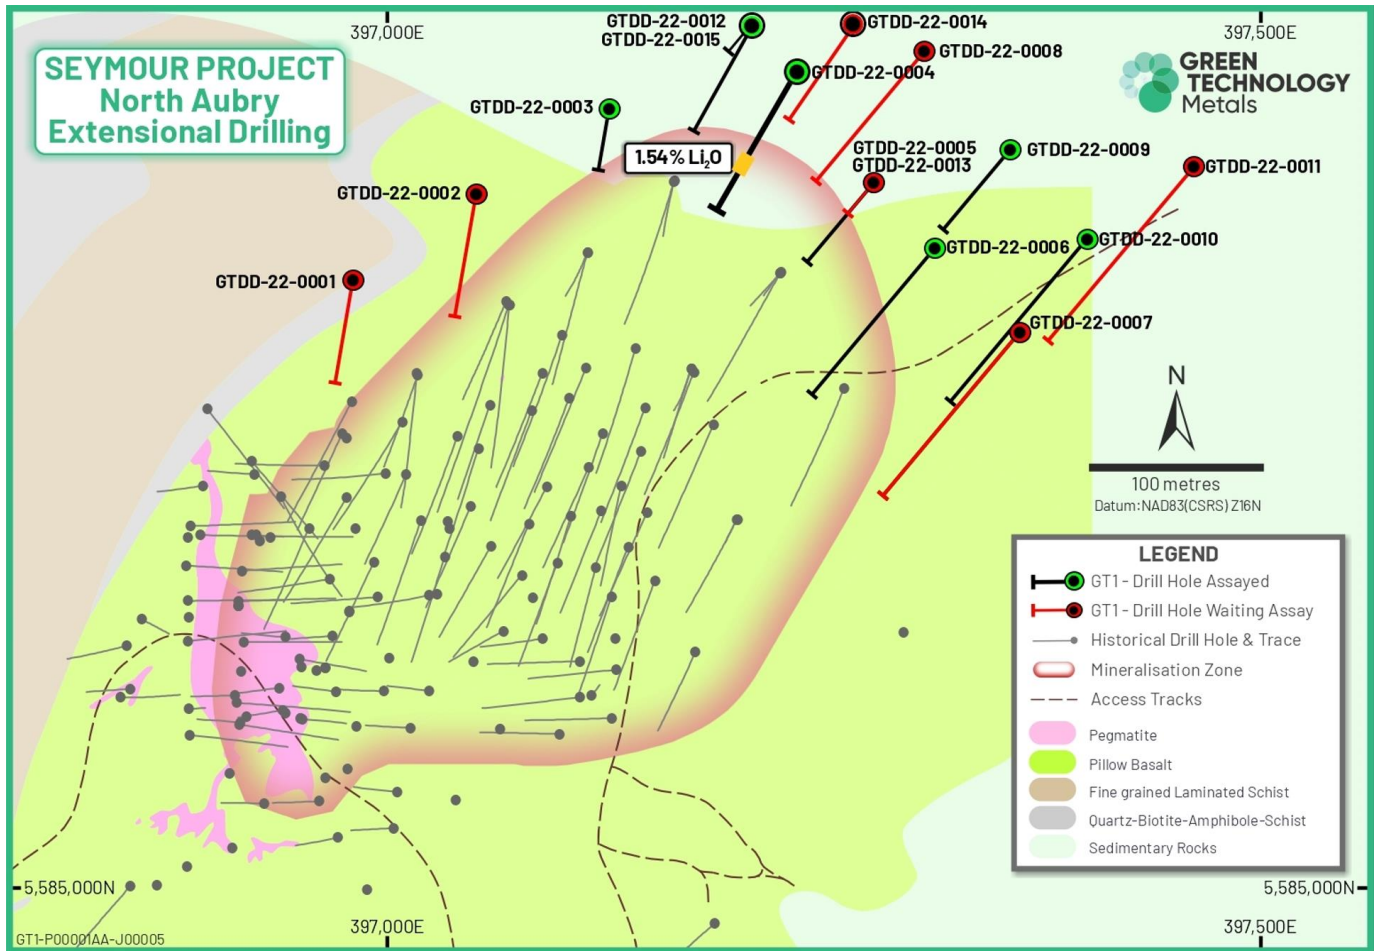 397,000E
397,500E
SEYMOUR PROJECT
North Aubry
Extensional Drilling
GTDD-22-0012
GTDD-22-0015
GTDD-22-0014
GTDD-22-0008
GTDD-22-0004
GREEN
TECHNOLOGY
Metals
GTDD-22-0003
1.54% Li₂O
GTDD-22-0005
GTDD-22-0013
GTDD-22-0009
GTDD-22-0011
GTDD-22-0002
GTDD-22-0006
GTDD-22-0010
GTDD-22-0001
GTDD-22-0007
N
100 metres
Datum:NAD83(CSRS) Z16N
LEGEND
GT1 - Drill Hole Assayed
GT1 - Drill Hole Waiting Assay
Historical Drill Hole & Trace
Mineralisation Zone
Access Tracks
Pegmatite
Pillow Basalt
Fine grained Laminated Schist
Quartz-Biotite-Amphibole-Schist
Sedimentary Rocks
5,585,000N
5,585,000N
397,000E
397,500E
GT1-P00001AA-J00005